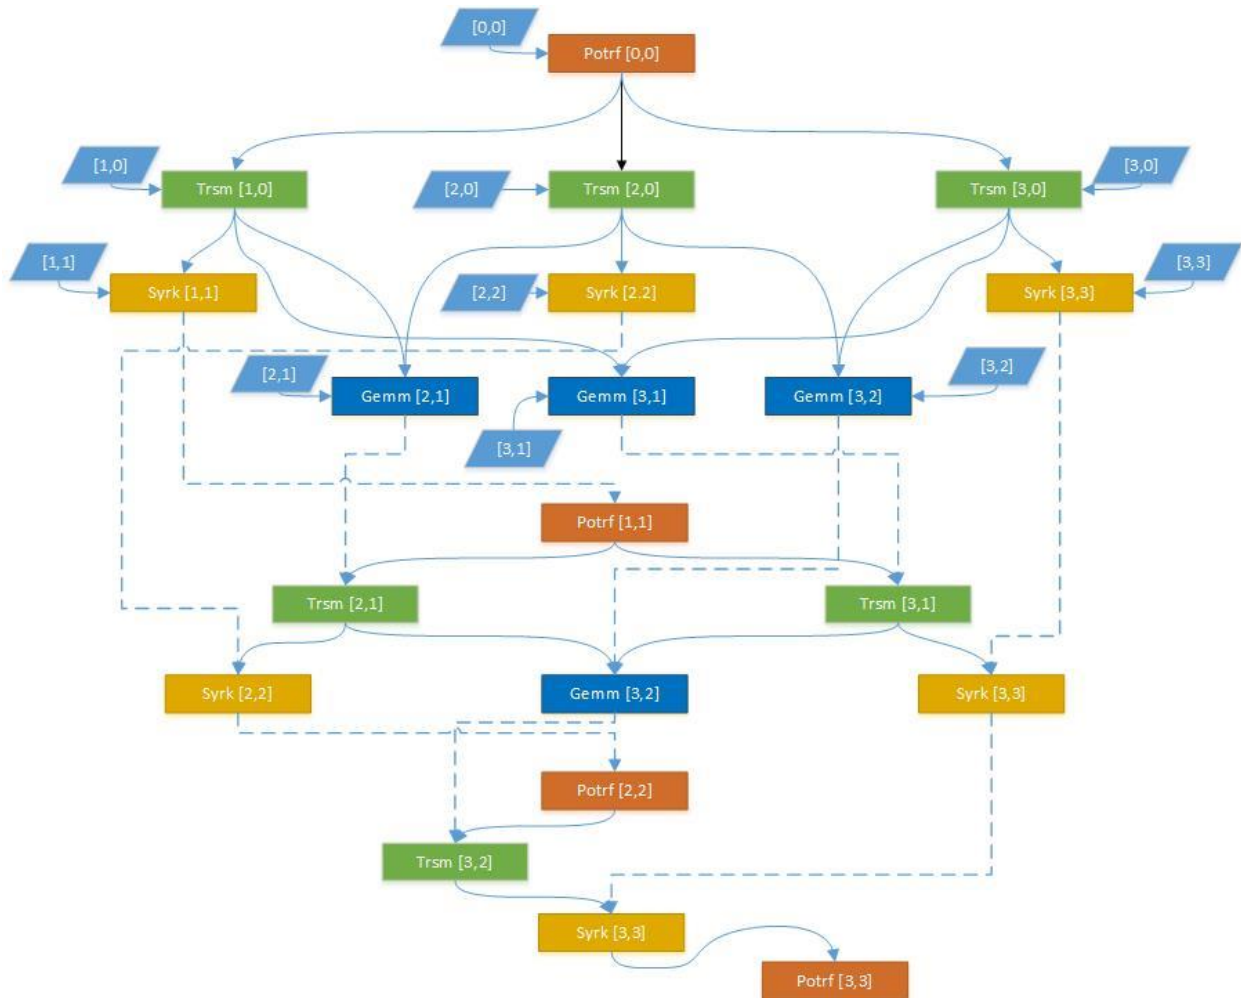 [0,0]
Potrf [0,0]
[1,0]
Trsm [1,0]
[2,0]
Trsm [2,0]
Trsm [3,0]
[3,0]
[1,1]
Syrk [1,1]
[2,2]
Syrk [2.2]
Syrk [3,3]
[3,3]
[2,1]
Gemm [2,1]
Gemm [3,1]
Gemm [3,2]
[3,2]
[3,1]
Potrf [1,1]
Trsm [2,1]
Trsm [3,1]
Syrk [2,2]
Gemm [3,2]
Syrk [3,3]
Potrf [2,2]
Trsm [3,2]
Syrk [3,3]
Potrf [3,3]